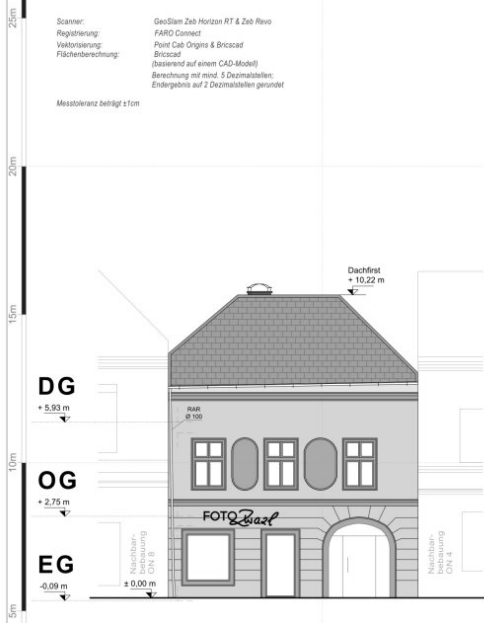 25m
Scanner: GeoSlam Zeb Horizon RT & Zeb Revo
Registrierung: FARO Connect
Vektorisierung: Point Cab Origins & Bricscad
Flächenberechnung: Bricscad
(basierend auf einem CAD-Modell)
Berechnung mit mind. 5 Dezimalstellen;
Endergebnis auf 2 Dezimalstellen gerundet
Messtoleranz beträgt ±1cm
20m
15m
Dachfirst
+ 10,22 m
DG
+ 5,93 m
RAR
Ø 100
10m
OG
+ 2,75 m
FOTO Zwazl
EG
-0,09 m
± 0,00 m
Nachbar-
bebauung
ON 8
Nachbar-
bebauung
ON 4
5m